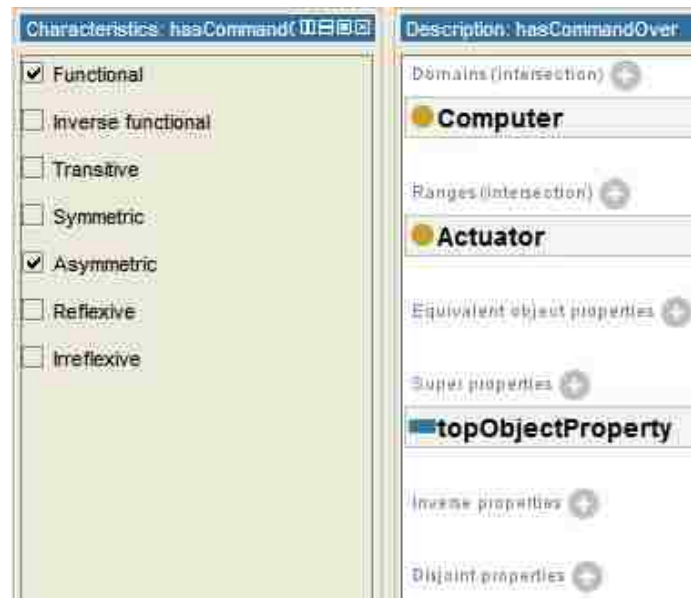 Characteristics: hasCommand(
Functional
Inverse functional
Transitive
Symmetric
Asymmetric
Reflexive
Irreflexive
Description: hasCommandOver
Domains (intersection)
Computer
Ranges (intersection)
Actuator
Equivalent object properties
Super properties
topObjectProperty
Inverse properties
Disjoint properties